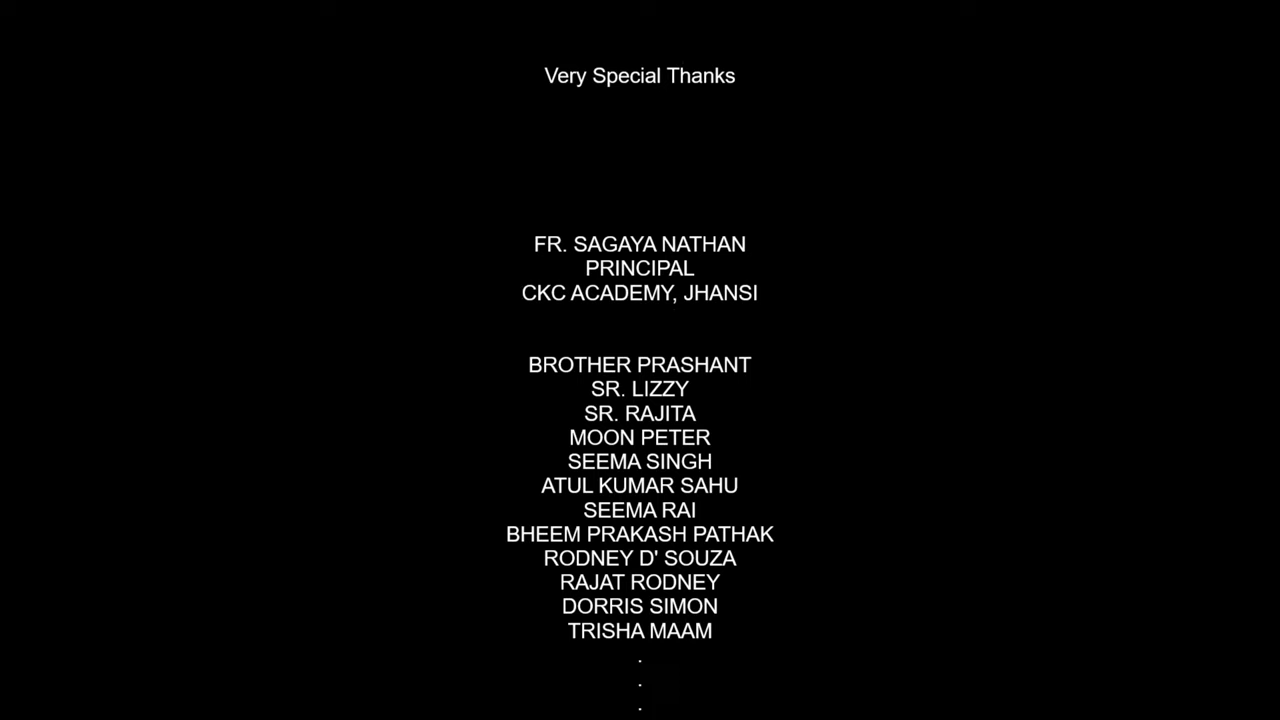 Very Special Thanks
FR. SAGAYA NATHAN
PRINCIPAL
CKC ACADEMY, JHANSI
BROTHER PRASHANT
SR. LIZZY
SR. RAJITA
MOON PETER
SEEMA SINGH
ATUL KUMAR SAHU
SEEMA RAI
BHEEM PRAKASH PATHAK
RODNEY D' SOUZA
RAJAT RODNEY
DORRIS SIMON
TRISHA MAAM
.
.
.